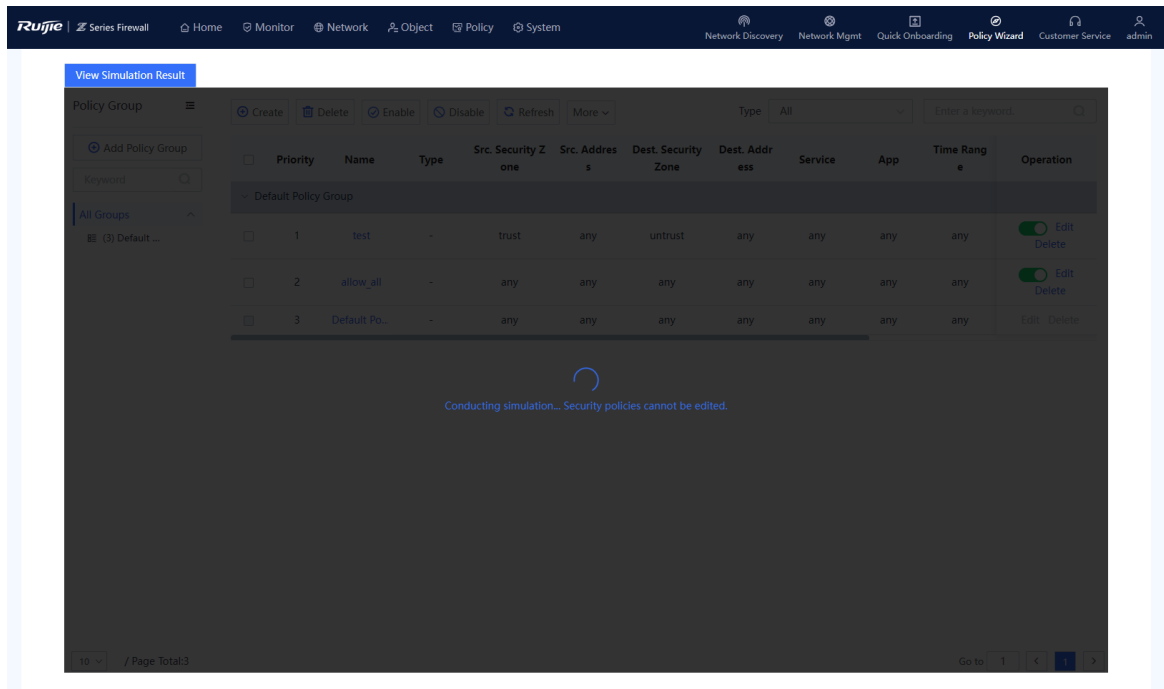 Ruijie | Z Series Firewall Home Monitor Network Object Policy System Network Discovery Network Mgmt Quick Onboarding Policy Wizard Customer Service admin
View Simulation Result
Policy Group Create Delete Enable Disable Refresh More Type All Enter a keyword.
Add Policy Group
Keyword
All Groups
(3) Default ...
Priority Name Type Src. Security Zone Src. Address Dest. Security Zone Dest. Address Service App Time Range Operation
Default Policy Group
1 test - trust any untrust any any any any Edit Delete
2 allow_all - any any any any any any any Edit Delete
3 Default Po... - any any any any any any any Edit Delete
Conducting simulation... Security policies cannot be edited.
10 / Page Total:3 Go to 1 < 1 >